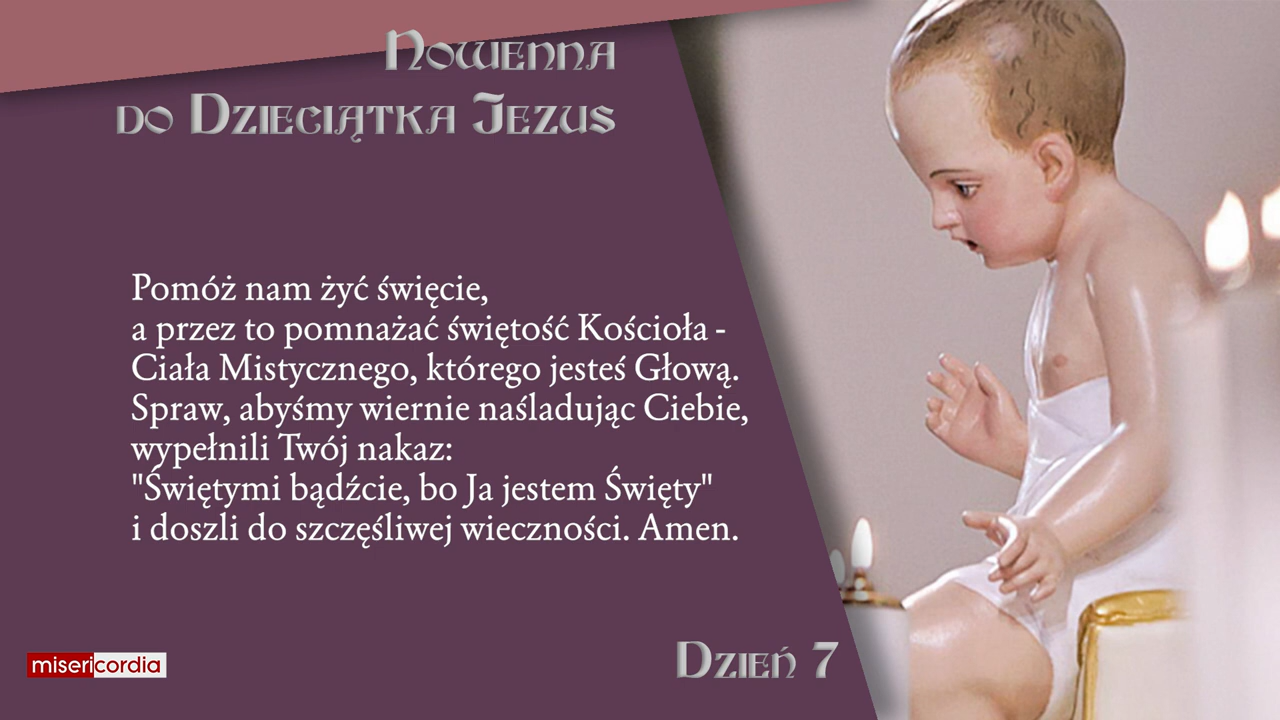 Nowenna
do Dzieciątka Jezus
Pomóż nam żyć święcie,
a przez to pomnażać świętość Kościoła -
Ciała Mistycznego, którego jesteś Głową.
Spraw, abyśmy wiernie naśladując Ciebie,
wypełnili Twój nakaz:
"Świętymi bądźcie, bo Ja jestem Święty"
i doszli do szczęśliwej wieczności. Amen.
Dzień 7
misericordia